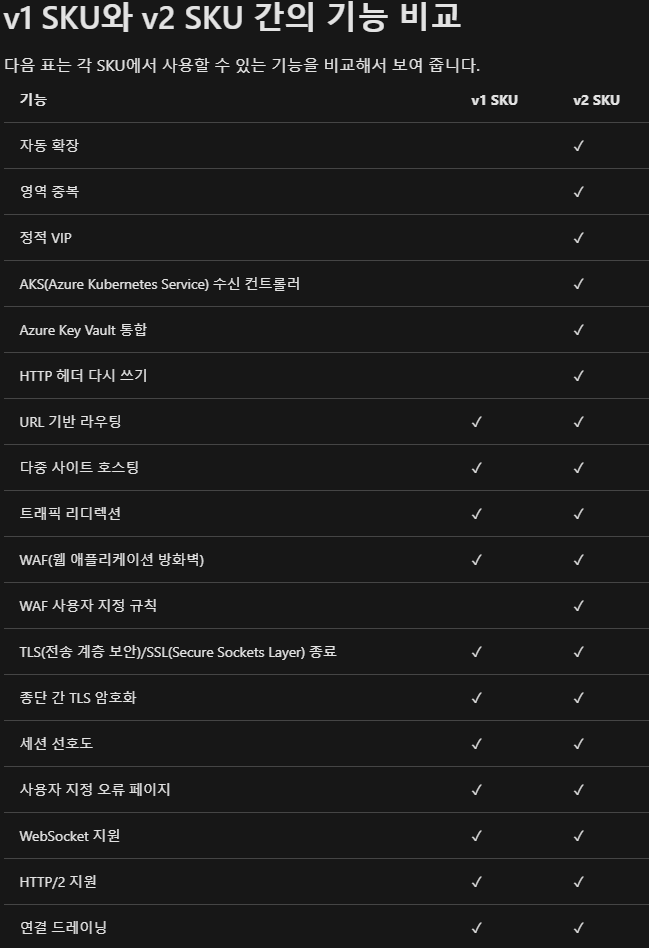 v1 SKU와 v2 SKU 간의 기능 비교
다음 표는 각 SKU에서 사용할 수 있는 기능을 비교해서 보여 줍니다.
기능 v1 SKU v2 SKU
자동 확장 ✓
영역 중복 ✓
정적 VIP ✓
AKS(Azure Kubernetes Service) 수신 컨트롤러 ✓
Azure Key Vault 통합 ✓
HTTP 헤더 다시 쓰기 ✓
URL 기반 라우팅 ✓ ✓
다중 사이트 호스팅 ✓ ✓
트래픽 리디렉션 ✓ ✓
WAF(웹 애플리케이션 방화벽) ✓ ✓
WAF 사용자 지정 규칙 ✓
TLS(전송 계층 보안)/SSL(Secure Sockets Layer) 종료 ✓ ✓
종단 간 TLS 암호화 ✓ ✓
세션 선호도 ✓ ✓
사용자 지정 오류 페이지 ✓ ✓
WebSocket 지원 ✓ ✓
HTTP/2 지원 ✓ ✓
연결 드레이닝 ✓ ✓